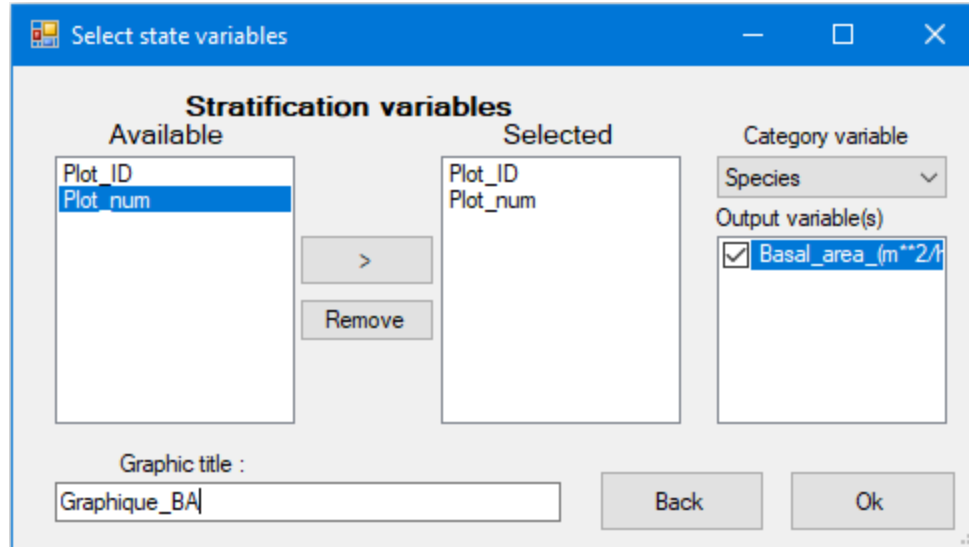 Select state variables
Stratification variables
Available
Selected
Category variable
Plot_ID
Plot_num
>
Remove
Plot_ID
Plot_num
Species
Output variable(s)
Basal_area_(m**2/h
Graphic title :
Graphique_BA
Back
Ok